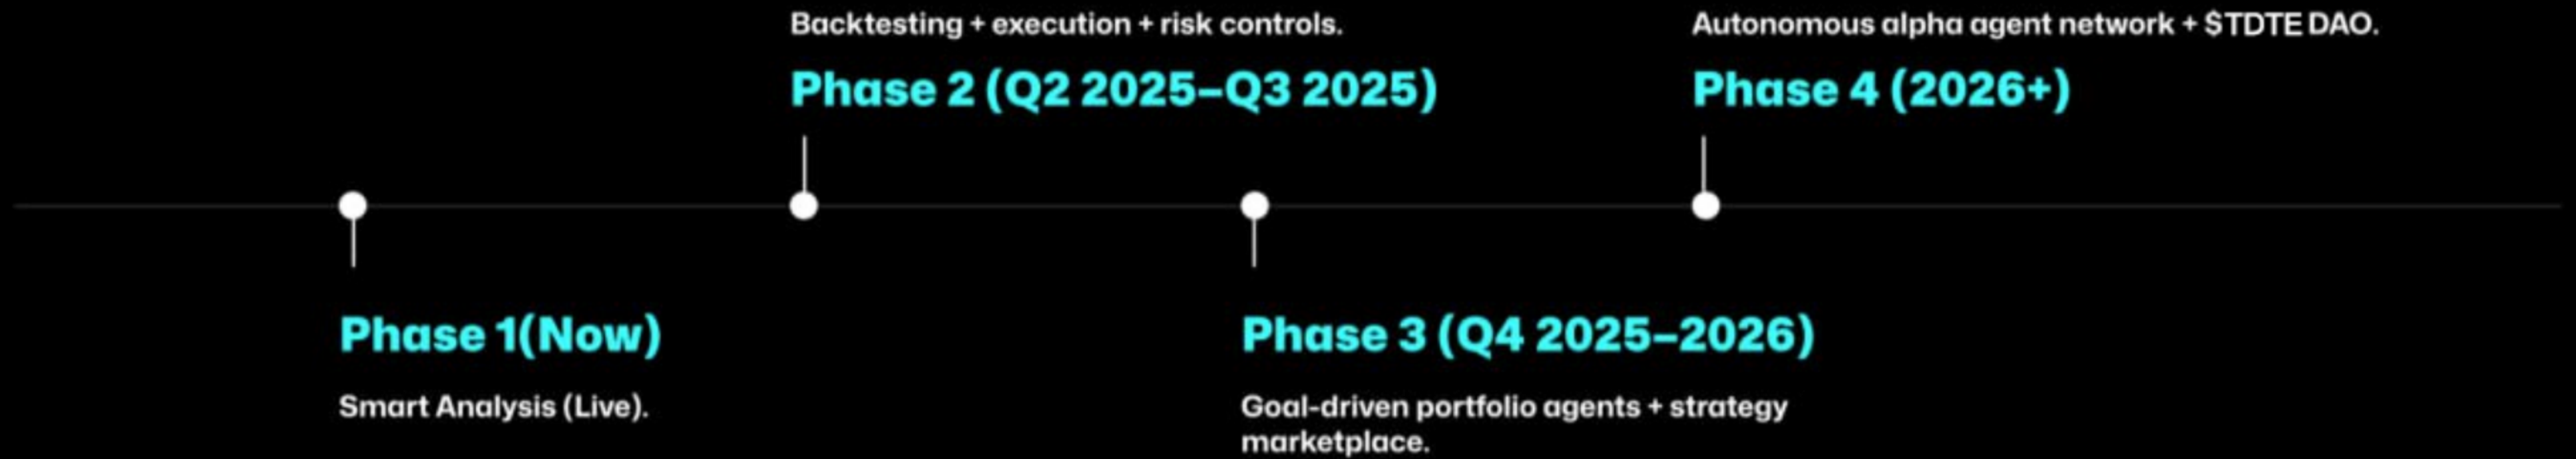 Backtesting + execution + risk controls.
Phase 2 (Q2 2025–Q3 2025)
Autonomous alpha agent network + $TDTE DAO.
Phase 4 (2026+)
Phase 1(Now)
Smart Analysis (Live).
Phase 3 (Q4 2025–2026)
Goal-driven portfolio agents + strategy
marketplace.